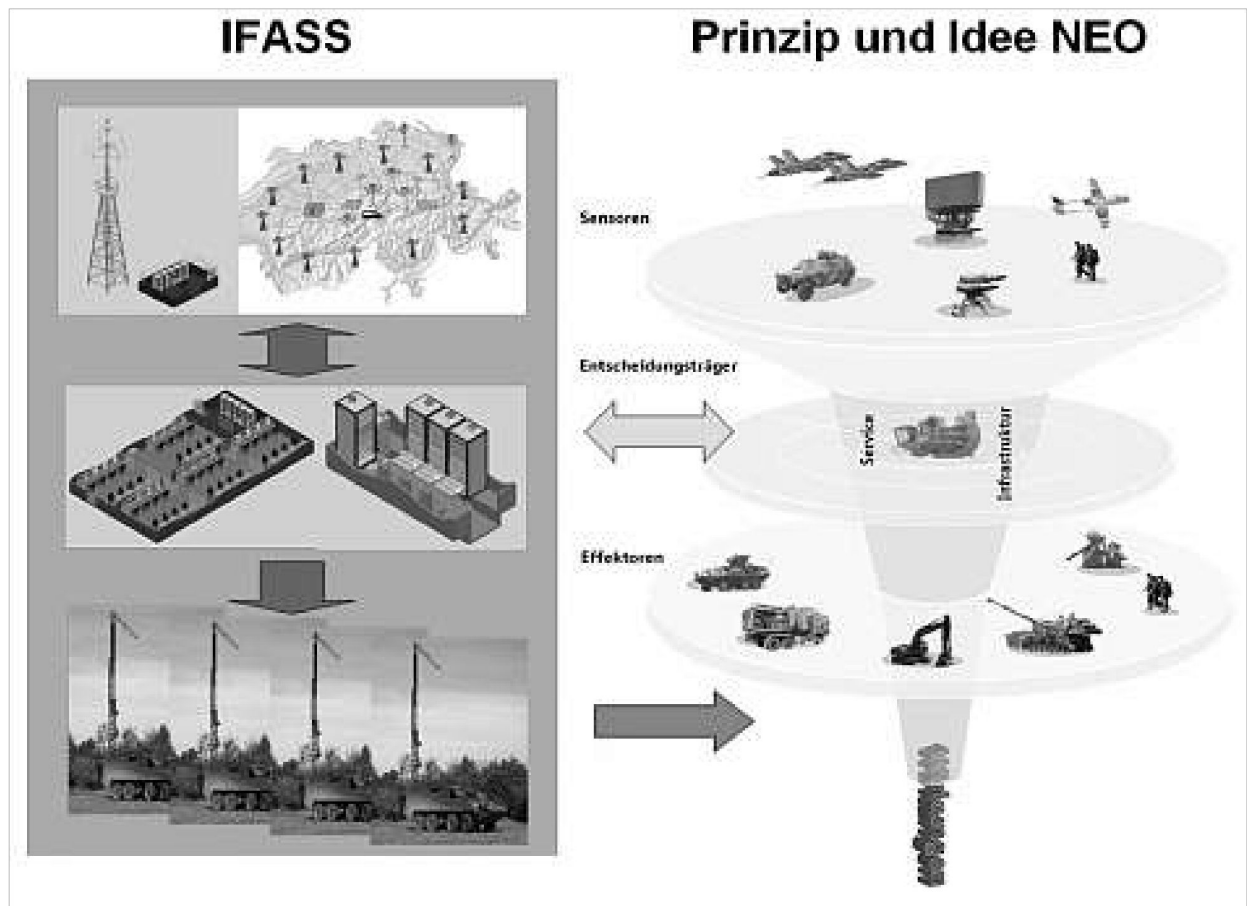 IFASS
Prinzip und Idee NEO
Sensoren
Entscheidungsträger
Service
Infrastruktur
Effektoren